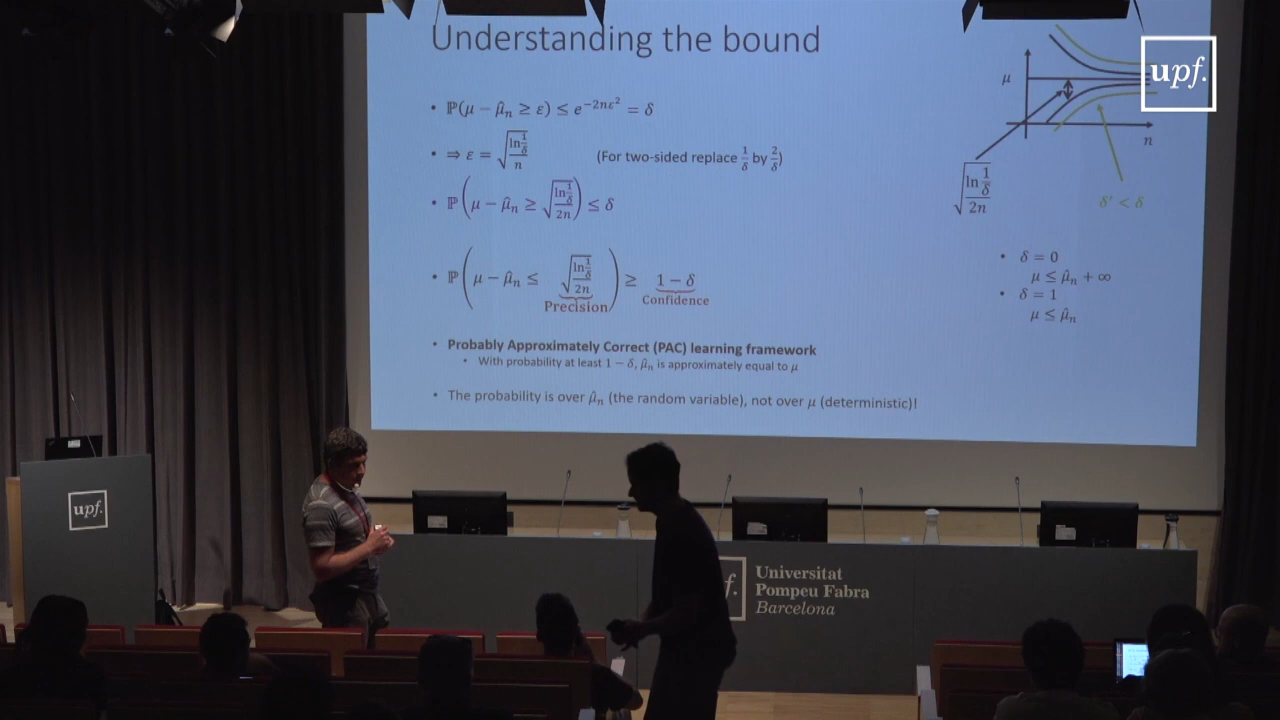 Understanding the bound
upf.
• ℙ(μ − μ̂ₙ ≥ ε) ≤ e^{−2nε²} = δ
• ⇒ ε = √(ln(1/δ)/n) (For two-sided replace 1/δ by 2/δ)
• ℙ(μ − μ̂ₙ ≥ √(ln(1/δ)/2n)) ≤ δ
• ℙ(μ − μ̂ₙ ≤ √(ln(1/δ)/2n)) ≥ 1 − δ
Precision Confidence
• Probably Approximately Correct (PAC) learning framework
• With probability at least 1 − δ, μ̂ₙ is approximately equal to μ
• The probability is over μ̂ₙ (the random variable), not over μ (deterministic)!
μ
n
√(ln(1/δ)/2n)
δ′ < δ
• δ = 0
μ ≤ μ̂ₙ + ∞
• δ = 1
μ ≤ μ̂ₙ
upf.
f.
Universitat
Pompeu Fabra
Barcelona